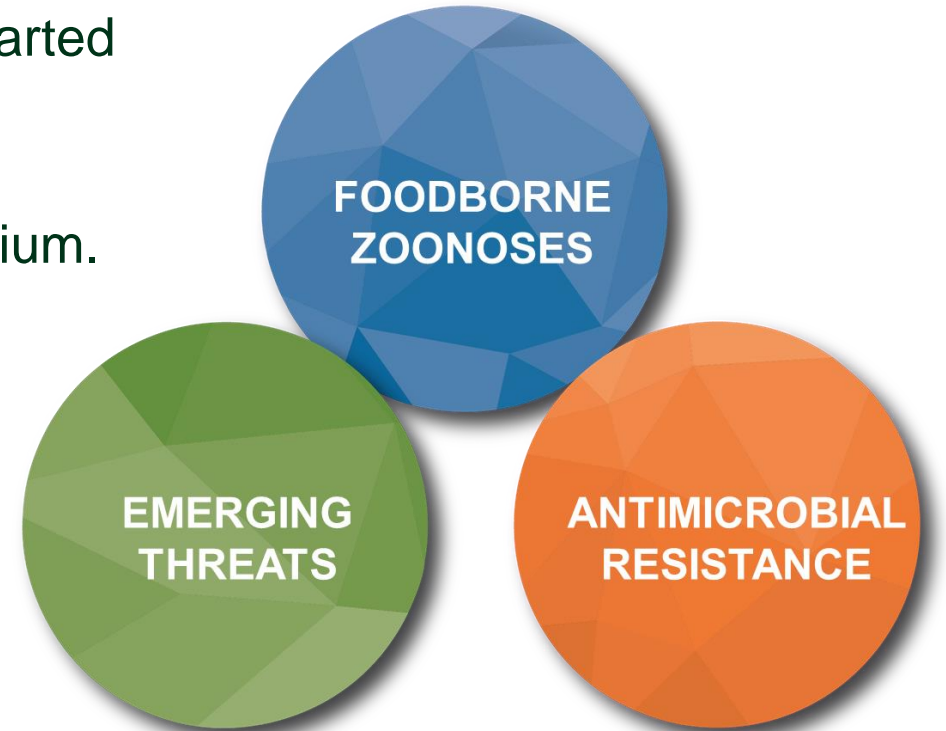 arted
ium.
FOODBORNE
ZOONOSES
EMERGING
THREATS
ANTIMICROBIAL
RESISTANCE